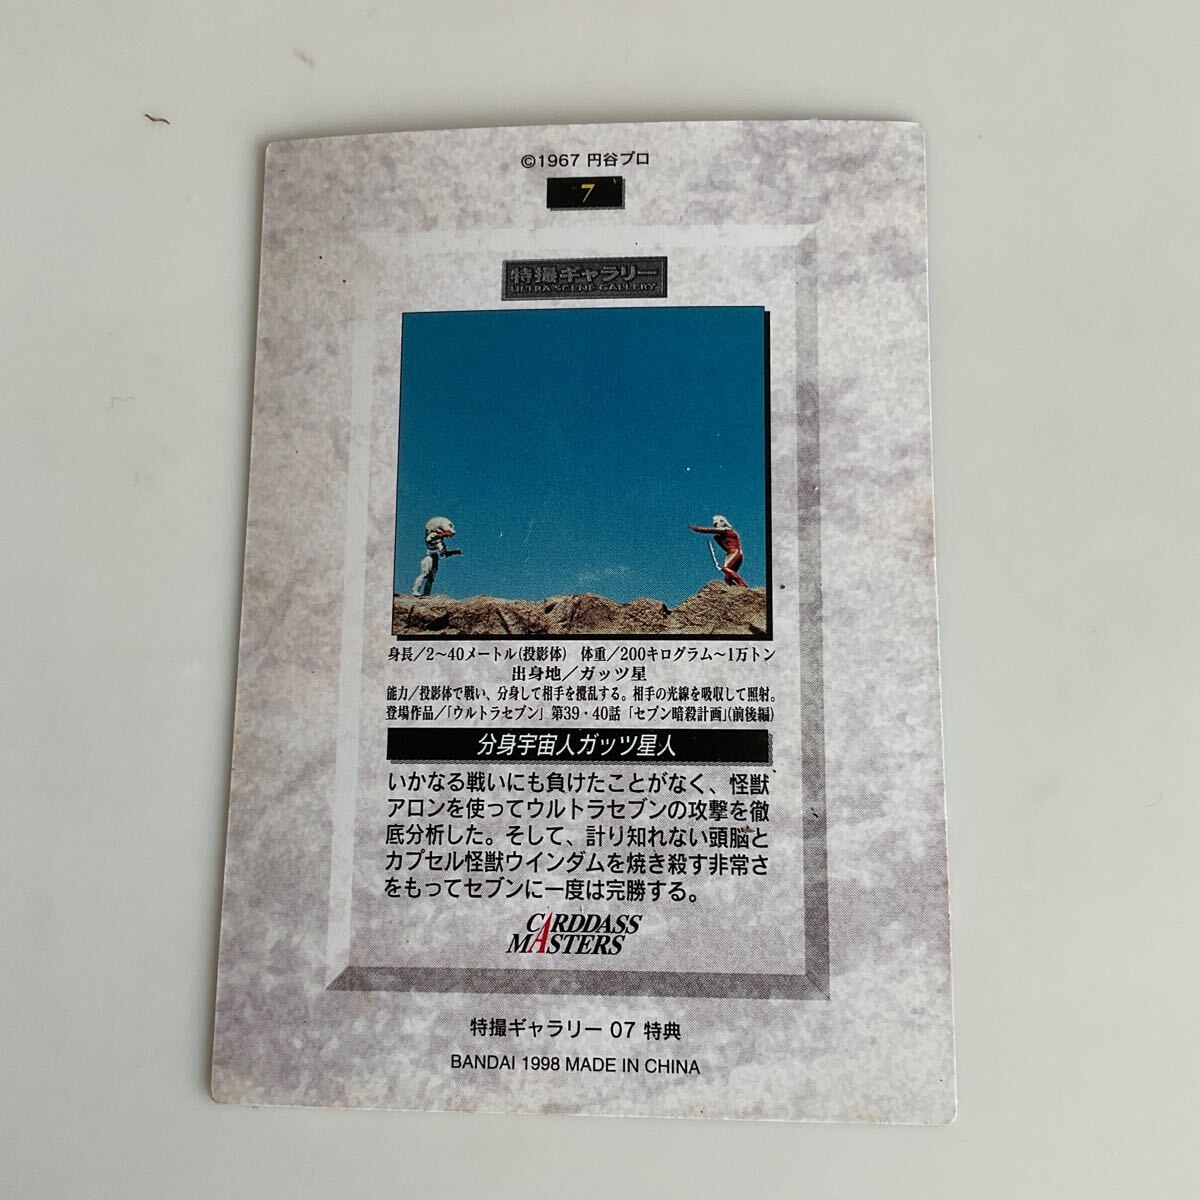 ©1967 円谷プロ
7
特撮ギャラリー
ULTRA SCENE GALLERY
身長/2～40メートル(投影体) 体重/200キログラム～1万トン
出身地/ガッツ星
能力/投影体で戦い、分身して相手を攪乱する。相手の光線を吸収して照射。
登場作品/「ウルトラセブン」第39・40話「セブン暗殺計画」(前後編)
分身宇宙人ガッツ星人
いかなる戦いにも負けたことがなく、怪獣
アロンを使ってウルトラセブンの攻撃を徹
底分析した。そして、計り知れない頭脳と
カプセル怪獣ウインダムを焼き殺す非常さ
をもってセブンに一度は完勝する。
CARDDASS
MASTERS
特撮ギャラリー 07 特典
BANDAI 1998 MADE IN CHINA